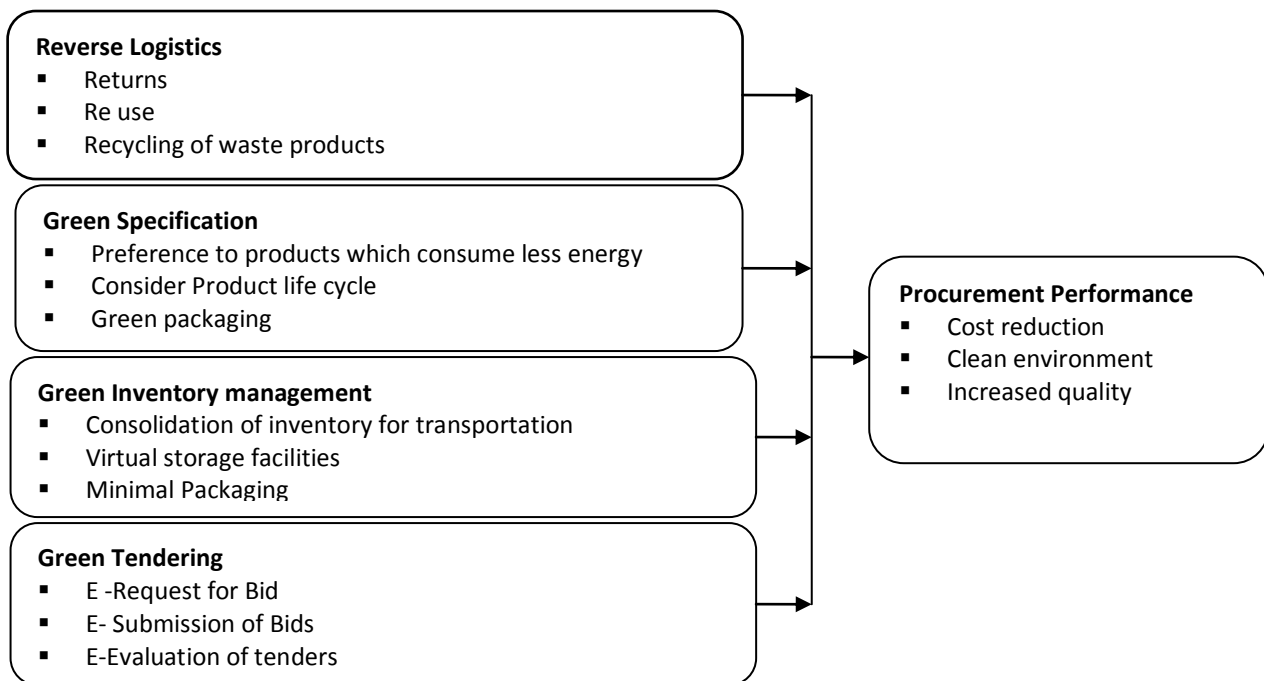 Reverse Logistics
▪ Returns
▪ Re use
▪ Recycling of waste products
Green Specification
▪ Preference to products which consume less energy
▪ Consider Product life cycle
▪ Green packaging
Green Inventory management
▪ Consolidation of inventory for transportation
▪ Virtual storage facilities
▪ Minimal Packaging
Green Tendering
▪ E -Request for Bid
▪ E- Submission of Bids
▪ E-Evaluation of tenders
Procurement Performance
▪ Cost reduction
▪ Clean environment
▪ Increased quality